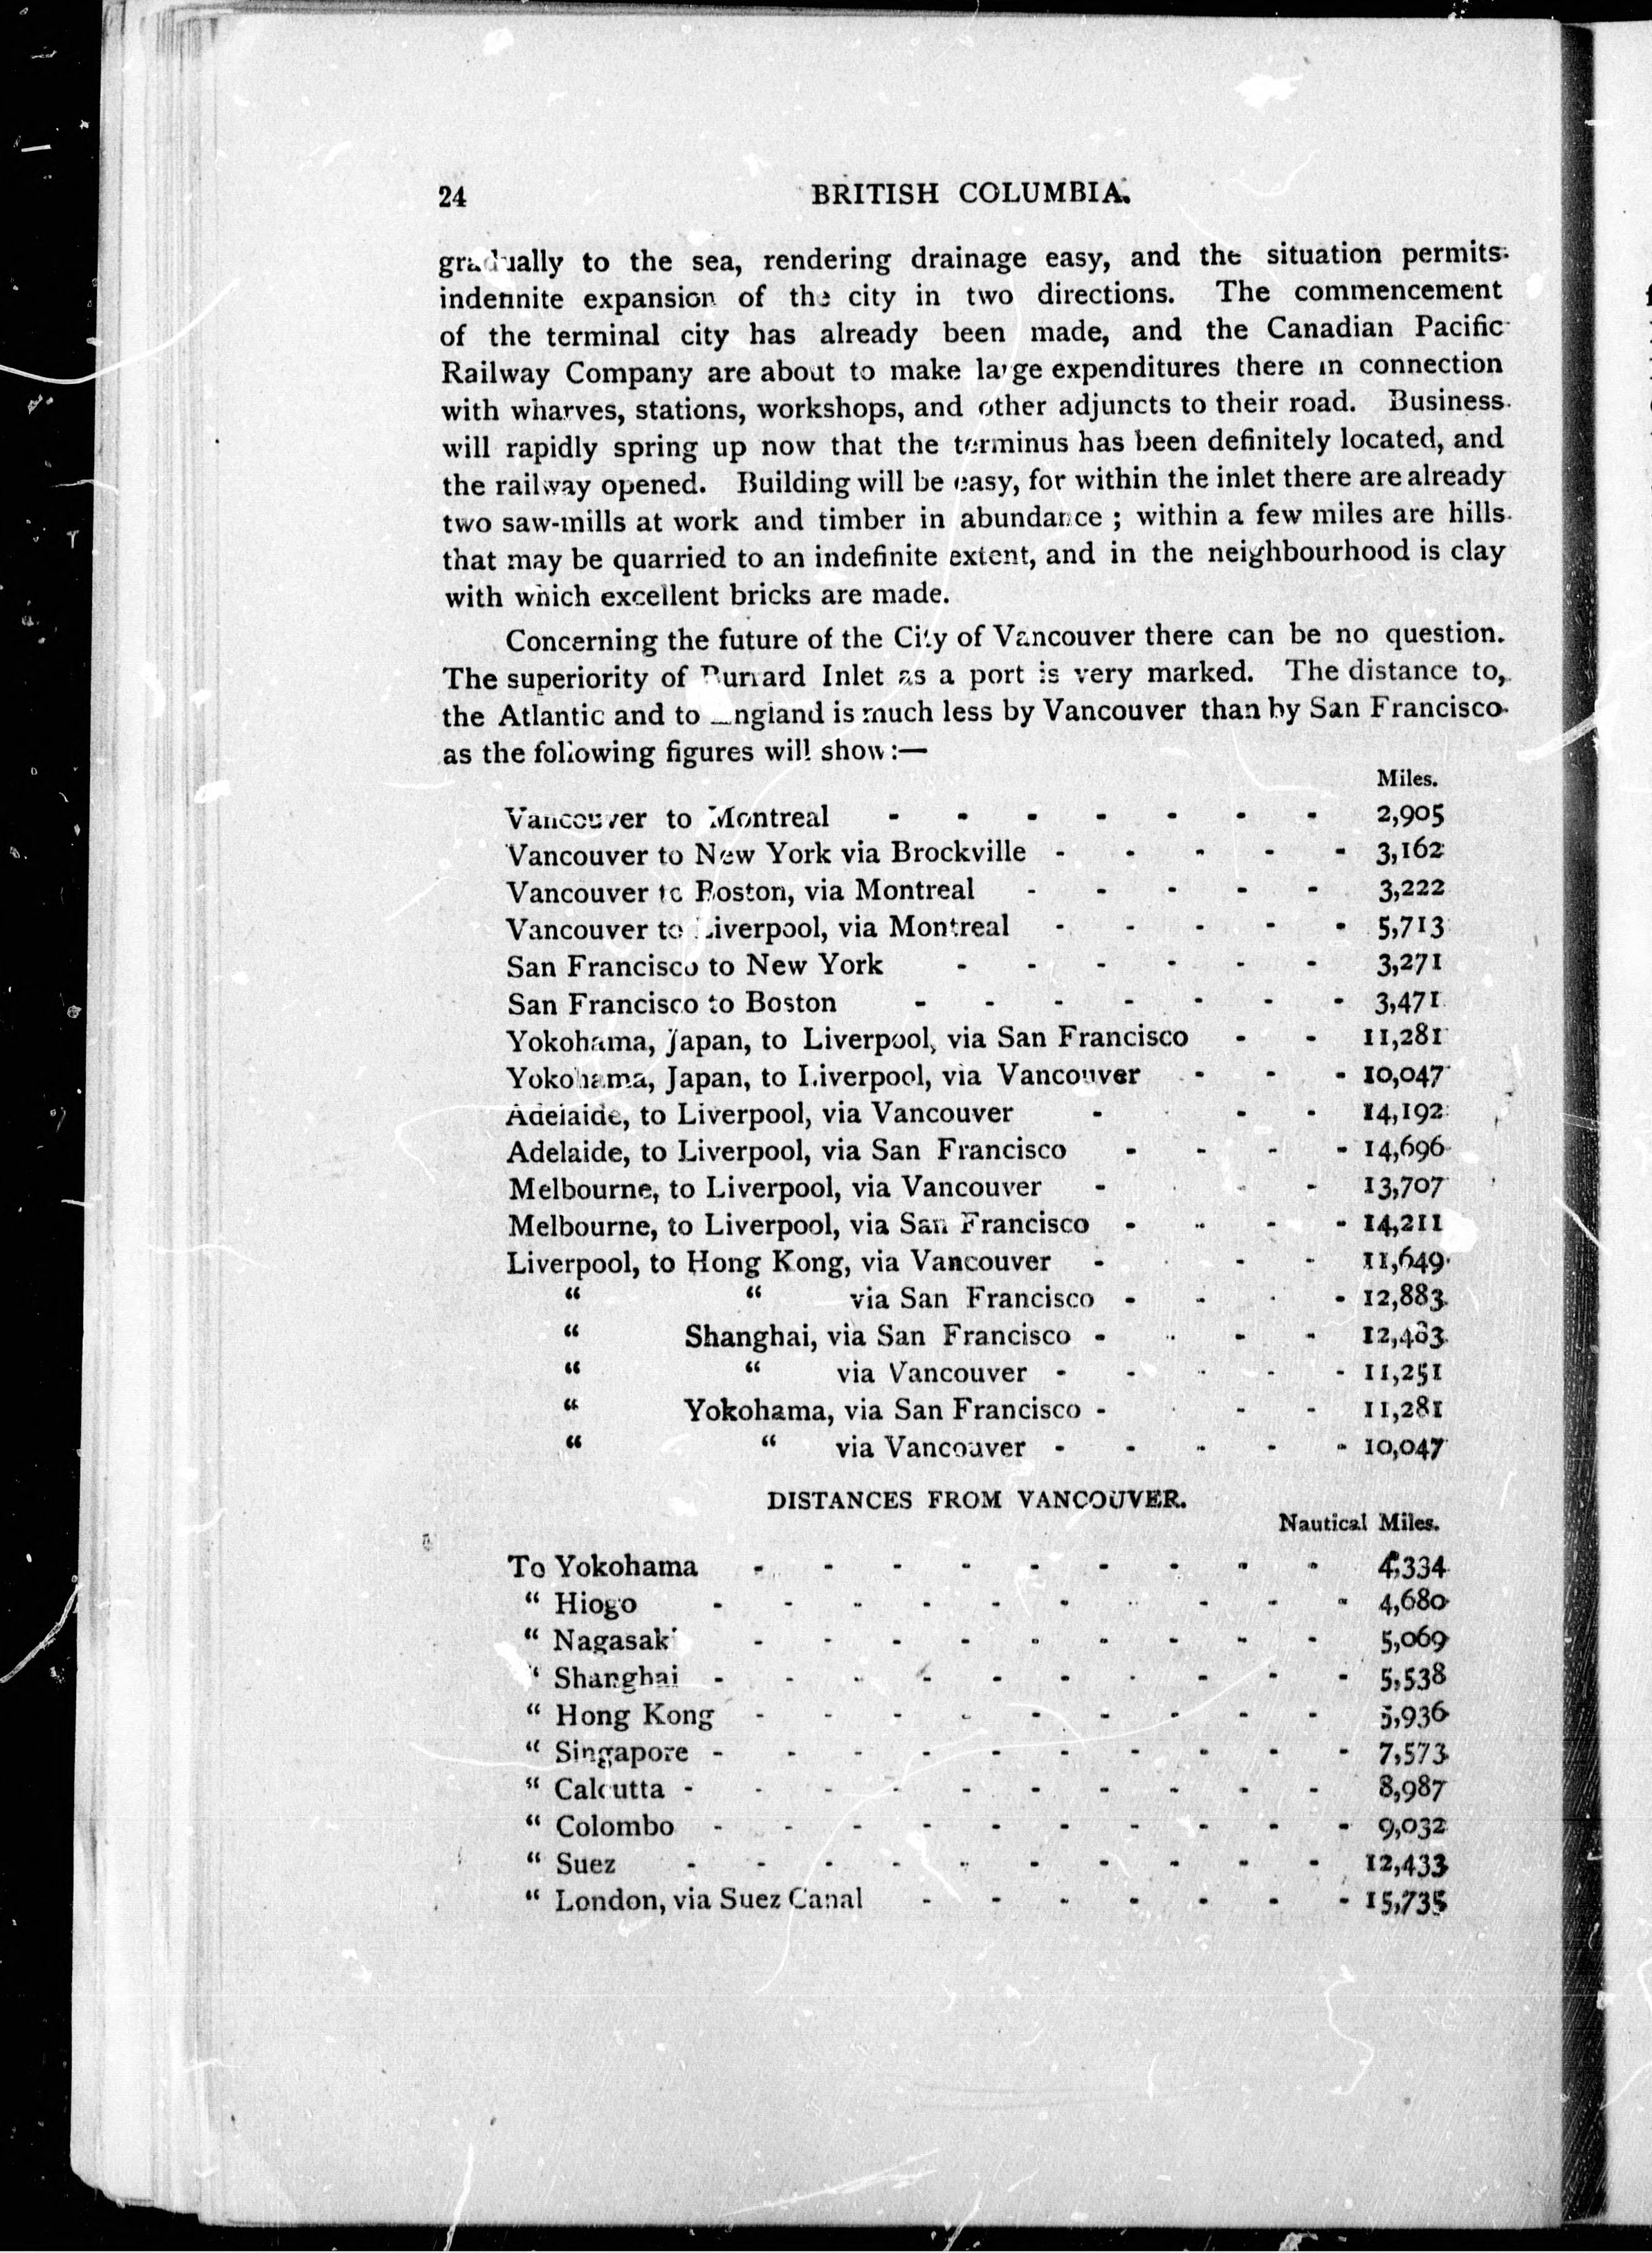 24 BRITISH COLUMBIA.
gradually to the sea, rendering drainage easy, and the situation permits
indefinite expansion of the city in two directions. The commencement
of the terminal city has already been made, and the Canadian Pacific
Railway Company are about to make large expenditures there in connection
with wharves, stations, workshops, and other adjuncts to their road. Business
will rapidly spring up now that the terminus has been definitely located, and
the railway opened. Building will be easy, for within the inlet there are already
two saw-mills at work and timber in abundance ; within a few miles are hills
that may be quarried to an indefinite extent, and in the neighbourhood is clay
with which excellent bricks are made.
Concerning the future of the City of Vancouver there can be no question.
The superiority of Burrard Inlet as a port is very marked. The distance to,
the Atlantic and to England is much less by Vancouver than by San Francisco
as the following figures will show:—
Miles.
Vancouver to Montreal - - - - - - - 2,905
Vancouver to New York via Brockville - - - - - 3,162
Vancouver to Boston, via Montreal - - - - - 3,222
Vancouver to Liverpool, via Montreal - - - - - 5,713
San Francisco to New York - - - - - - 3,271
San Francisco to Boston - - - - - - - 3,471
Yokohama, Japan, to Liverpool, via San Francisco - - 11,281
Yokohama, Japan, to Liverpool, via Vancouver - - - 10,047
Adelaide, to Liverpool, via Vancouver - - - - 14,192
Adelaide, to Liverpool, via San Francisco - - - - 14,696
Melbourne, to Liverpool, via Vancouver - - - - 13,707
Melbourne, to Liverpool, via San Francisco - - - - 14,211
Liverpool, to Hong Kong, via Vancouver - - - - 11,649
“ “ via San Francisco - - - - 12,883
“ Shanghai, via San Francisco - - - - 12,483
“ “ via Vancouver - - - - - 11,251
“ Yokohama, via San Francisco - - - - 11,281
“ “ via Vancouver - - - - - 10,047
DISTANCES FROM VANCOUVER.
Nautical Miles.
To Yokohama - - - - - - - - - 4,334
“ Hiogo - - - - - - - - - - 4,680
“ Nagasaki - - - - - - - - - 5,069
“ Shanghai - - - - - - - - - - 5,538
“ Hong Kong - - - - - - - - - 5,936
“ Singapore - - - - - - - - - - 7,573
“ Calcutta - - - - - - - - - - 8,987
“ Colombo - - - - - - - - - - 9,032
“ Suez - - - - - - - - - - 12,433
“ London, via Suez Canal - - - - - - - 15,735